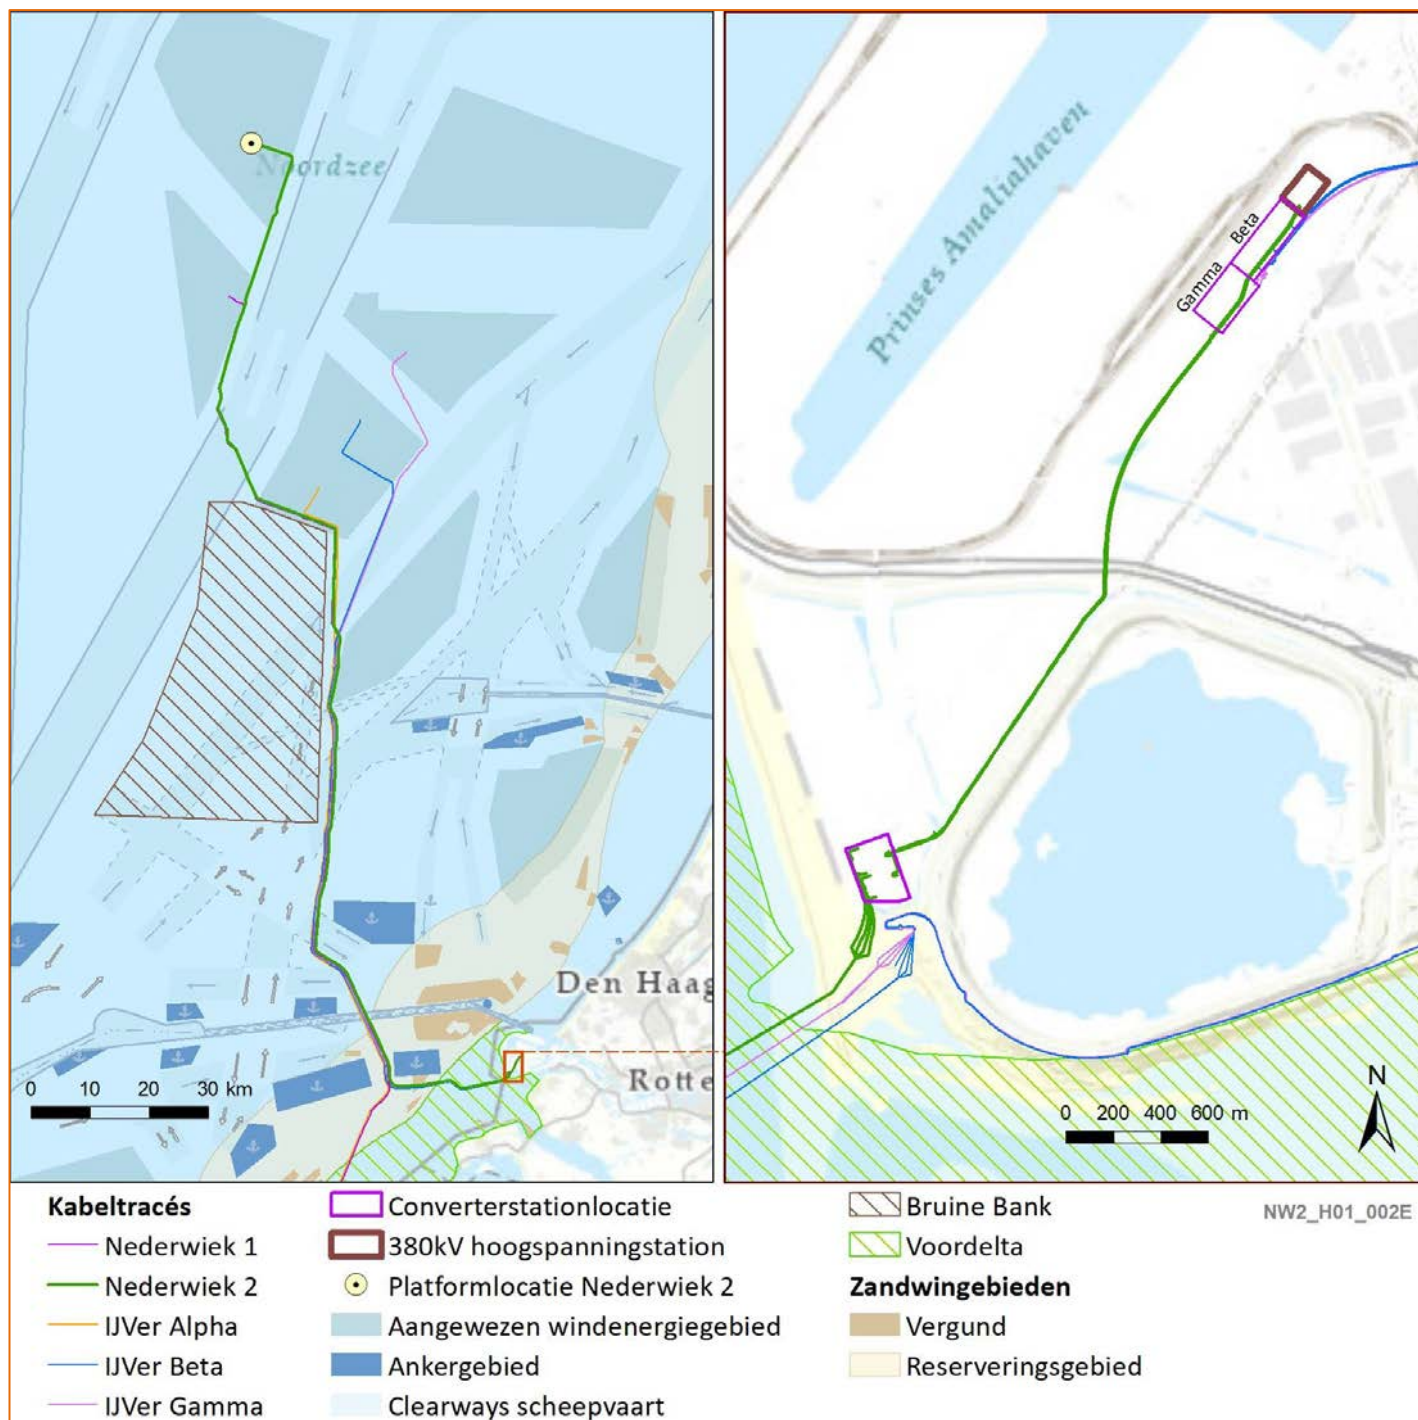 Noordzee
Den Haag
Rotte
0 10 20 30 km
Prinses Amaliahaven
Beta
Gamma
N
0 200 400 600 m
Kabeltracés
Nederwiek 1
Nederwiek 2
IJVer Alpha
IJVer Beta
IJVer Gamma
Converterstationlocatie
380kV hoogspanningstation
Platformlocatie Nederwiek 2
Aangewezen windenergiegebied
Ankergebied
Clearways scheepvaart
Bruine Bank
Voordelta
Zandwingebieden
Vergund
Reserveringsgebied
NW2_H01_002E